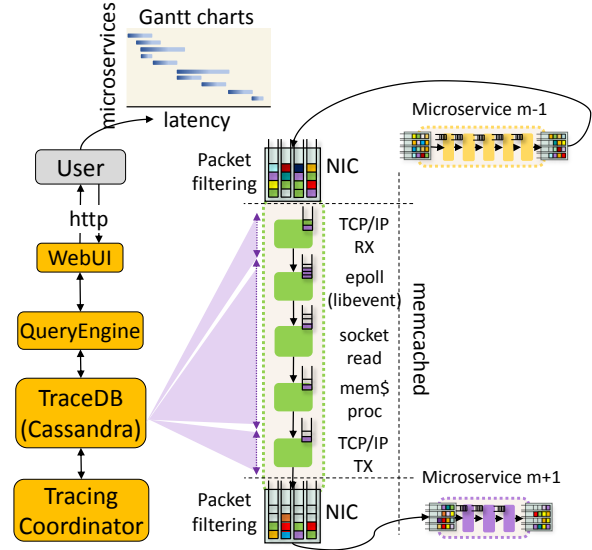 Gantt charts
microservices
latency
User
http
WebUI
QueryEngine
TraceDB
(Cassandra)
Tracing
Coordinator
Packet
filtering
NIC
TCP/IP
RX
epoll
(libevent)
socket
read
mem$
proc
TCP/IP
TX
memcached
Packet
filtering
NIC
Microservice m-1
Microservice m+1